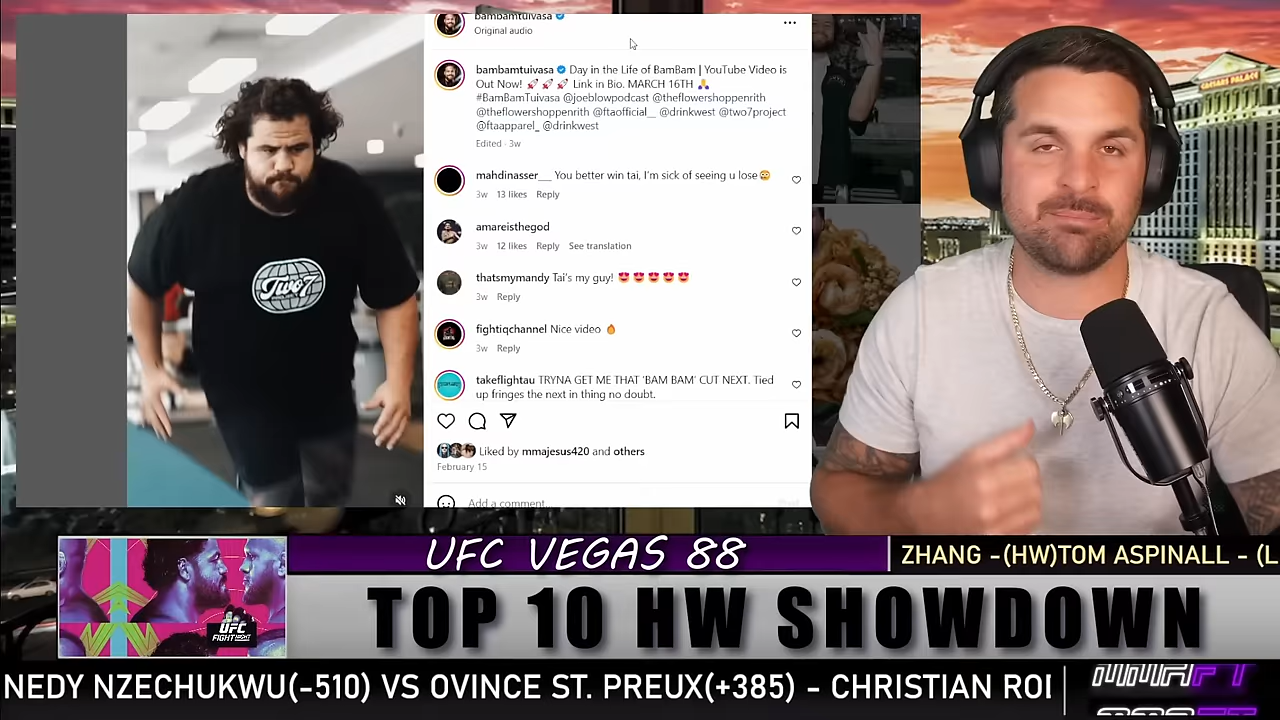 bambamtuivasa
Original audio
bambamtuivasa Day in the Life of BamBam | YouTube Video is
Out Now! 🚀🚀🚀 Link in Bio. MARCH 16TH 🙏
#BamBamTuivasa @joeblowpodcast @theflowershoppenrith
@theflowershoppenrith @ftaofficial__ @drinkwest @two7project
@ftaapparel_ @drinkwest
Edited · 3w
mahdinasser__ You better win tai, I'm sick of seeing u lose😳
3w 13 likes Reply
amareisthegod
3w 12 likes Reply See translation
thatsmymandy Tai's my guy! 😍😍😍😍😍
3w Reply
fightiqchannel Nice video 🔥
3w Reply
takeflightau TRYNA GET ME THAT 'BAM BAM' CUT NEXT. Tied
up fringes the next in thing no doubt.
Liked by mmajesus420 and others
February 15
Add a comment...
Two7
CAESARS PALACE
UFC VEGAS 88
ZHANG -(HW)TOM ASPINALL - (L
TOP 10 HW SHOWDOWN
UFC
FIGHT NIGHT
NEDY NZECHUKWU(-510) VS OVINCE ST. PREUX(+385) - CHRISTIAN ROI
MMAFT